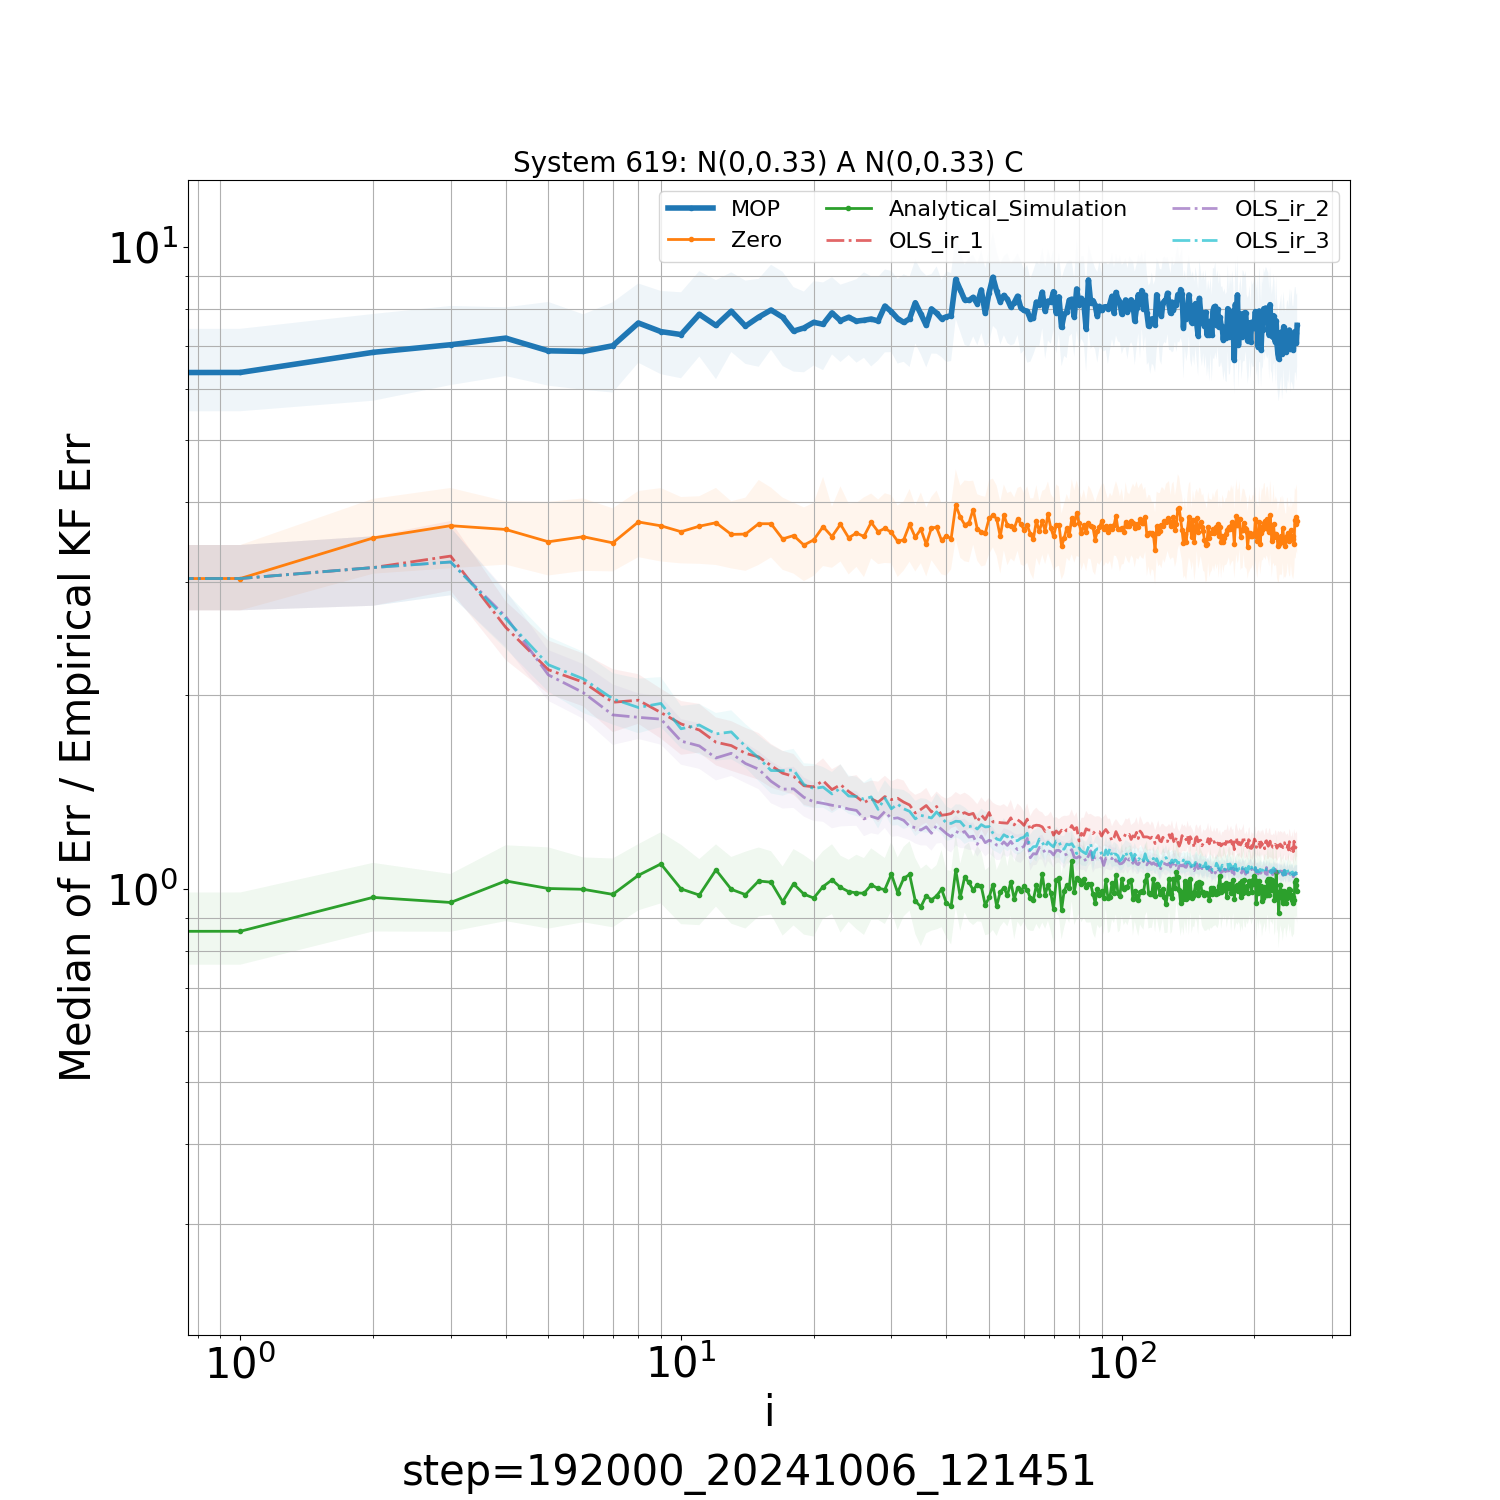 System 619: N(0,0.33) A N(0,0.33) C
MOP
Zero
Analytical_Simulation
OLS_ir_1
OLS_ir_2
OLS_ir_3
Median of Err / Empirical KF Err
10¹
10⁰
10⁰ 10¹ 10²
i
step=192000_20241006_121451